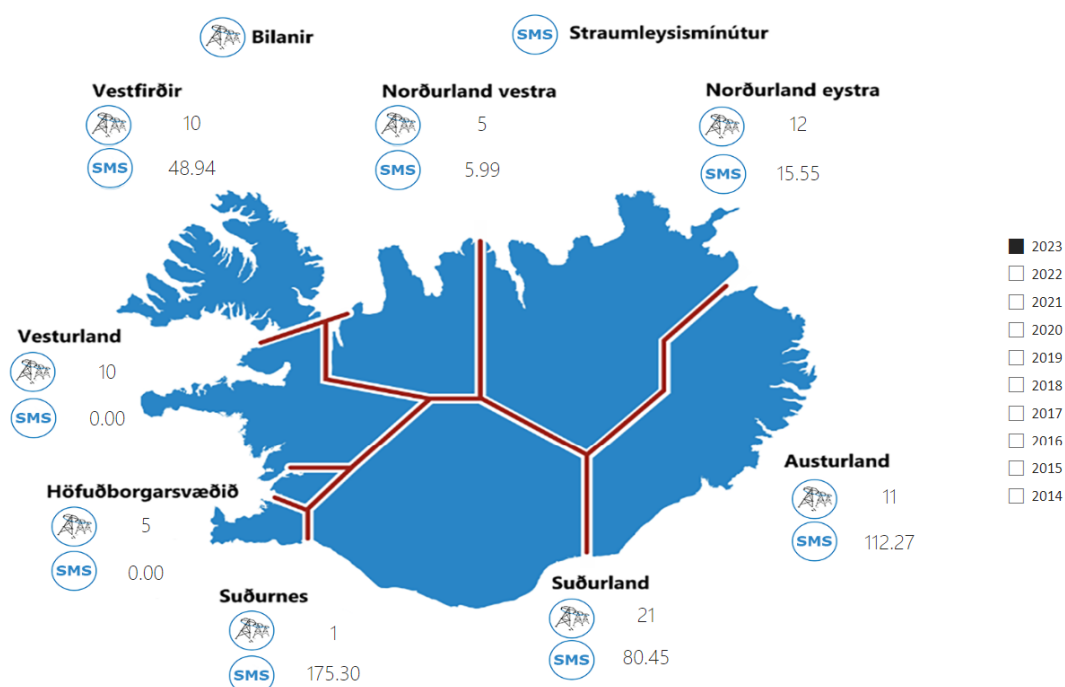 Bilanir
SMS Straumleysismínútur
Vestfirðir
10
SMS 48.94
Norðurland vestra
5
SMS 5.99
Norðurland eystra
12
SMS 15.55
Vesturland
10
SMS 0.00
Höfuðborgarsvæðið
5
SMS 0.00
Suðurnes
1
SMS 175.30
Suðurland
21
SMS 80.45
Austurland
11
SMS 112.27
2023
2022
2021
2020
2019
2018
2017
2016
2015
2014